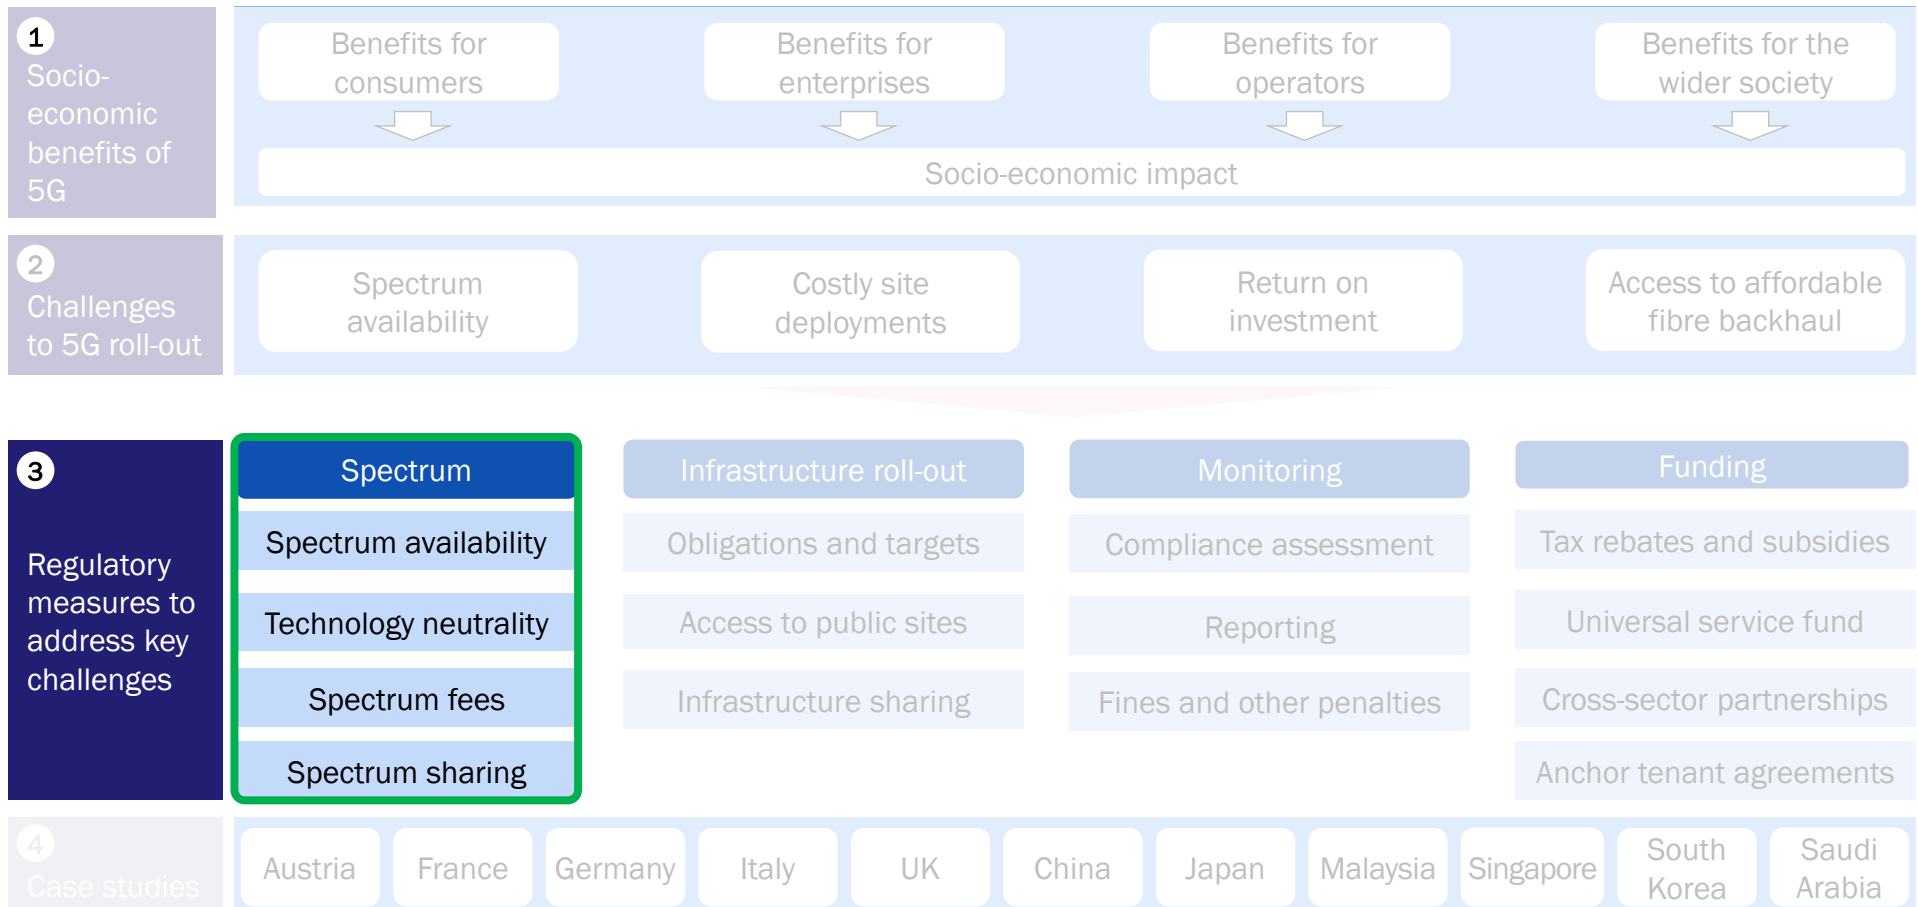 1
Socio-
economic
benefits of
5G
Benefits for
consumers
Benefits for
enterprises
Benefits for
operators
Benefits for the
wider society
Socio-economic impact
2
Challenges
to 5G roll-out
Spectrum
availability
Costly site
deployments
Return on
investment
Access to affordable
fibre backhaul
3
Regulatory
measures to
address key
challenges
Spectrum
Spectrum availability
Technology neutrality
Spectrum fees
Spectrum sharing
Infrastructure roll-out
Obligations and targets
Access to public sites
Infrastructure sharing
Monitoring
Compliance assessment
Reporting
Fines and other penalties
Funding
Tax rebates and subsidies
Universal service fund
Cross-sector partnerships
Anchor tenant agreements
4
Case studies
Austria
France
Germany
Italy
UK
China
Japan
Malaysia
Singapore
South
Korea
Saudi
Arabia